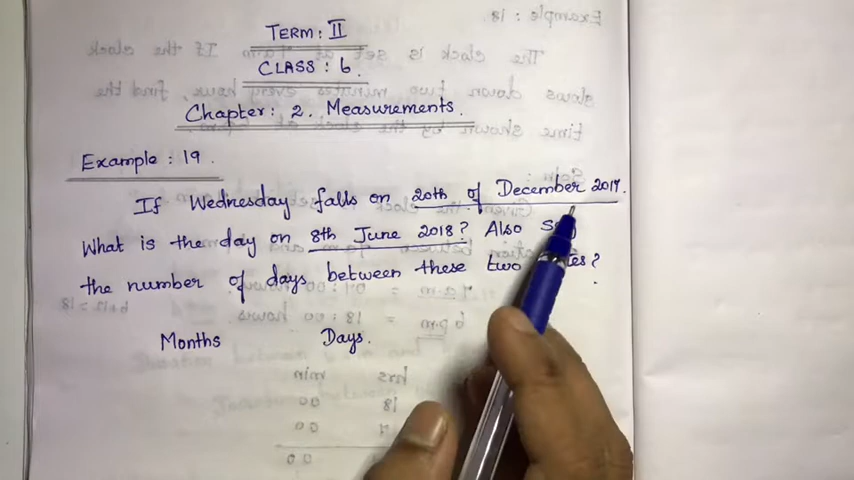 TERM: II
CLASS: 6.
Chapter: 2. Measurements.
Example: 19.
If Wednesday falls on 20th of December 2017.
What is the day on 8th June 2018? Also
the number of days between these two
Months Days.